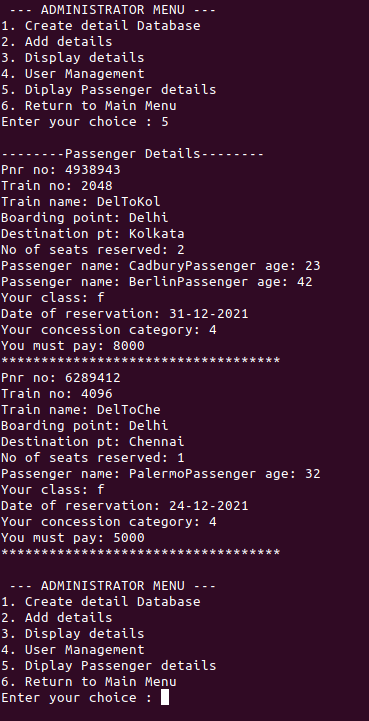 --- ADMINISTRATOR MENU ---
1. Create detail Database
2. Add details
3. Display details
4. User Management
5. Diplay Passenger details
6. Return to Main Menu
Enter your choice : 5
--------Passenger Details--------
Pnr no: 4938943
Train no: 2048
Train name: DelToKol
Boarding point: Delhi
Destination pt: Kolkata
No of seats reserved: 2
Passenger name: CadburyPassenger age: 23
Passenger name: BerlinPassenger age: 42
Your class: f
Date of reservation: 31-12-2021
Your concession category: 4
You must pay: 8000
***********************************
Pnr no: 6289412
Train no: 4096
Train name: DelToChe
Boarding point: Delhi
Destination pt: Chennai
No of seats reserved: 1
Passenger name: PalermoPassenger age: 32
Your class: f
Date of reservation: 24-12-2021
Your concession category: 4
You must pay: 5000
***********************************
--- ADMINISTRATOR MENU ---
1. Create detail Database
2. Add details
3. Display details
4. User Management
5. Diplay Passenger details
6. Return to Main Menu
Enter your choice :